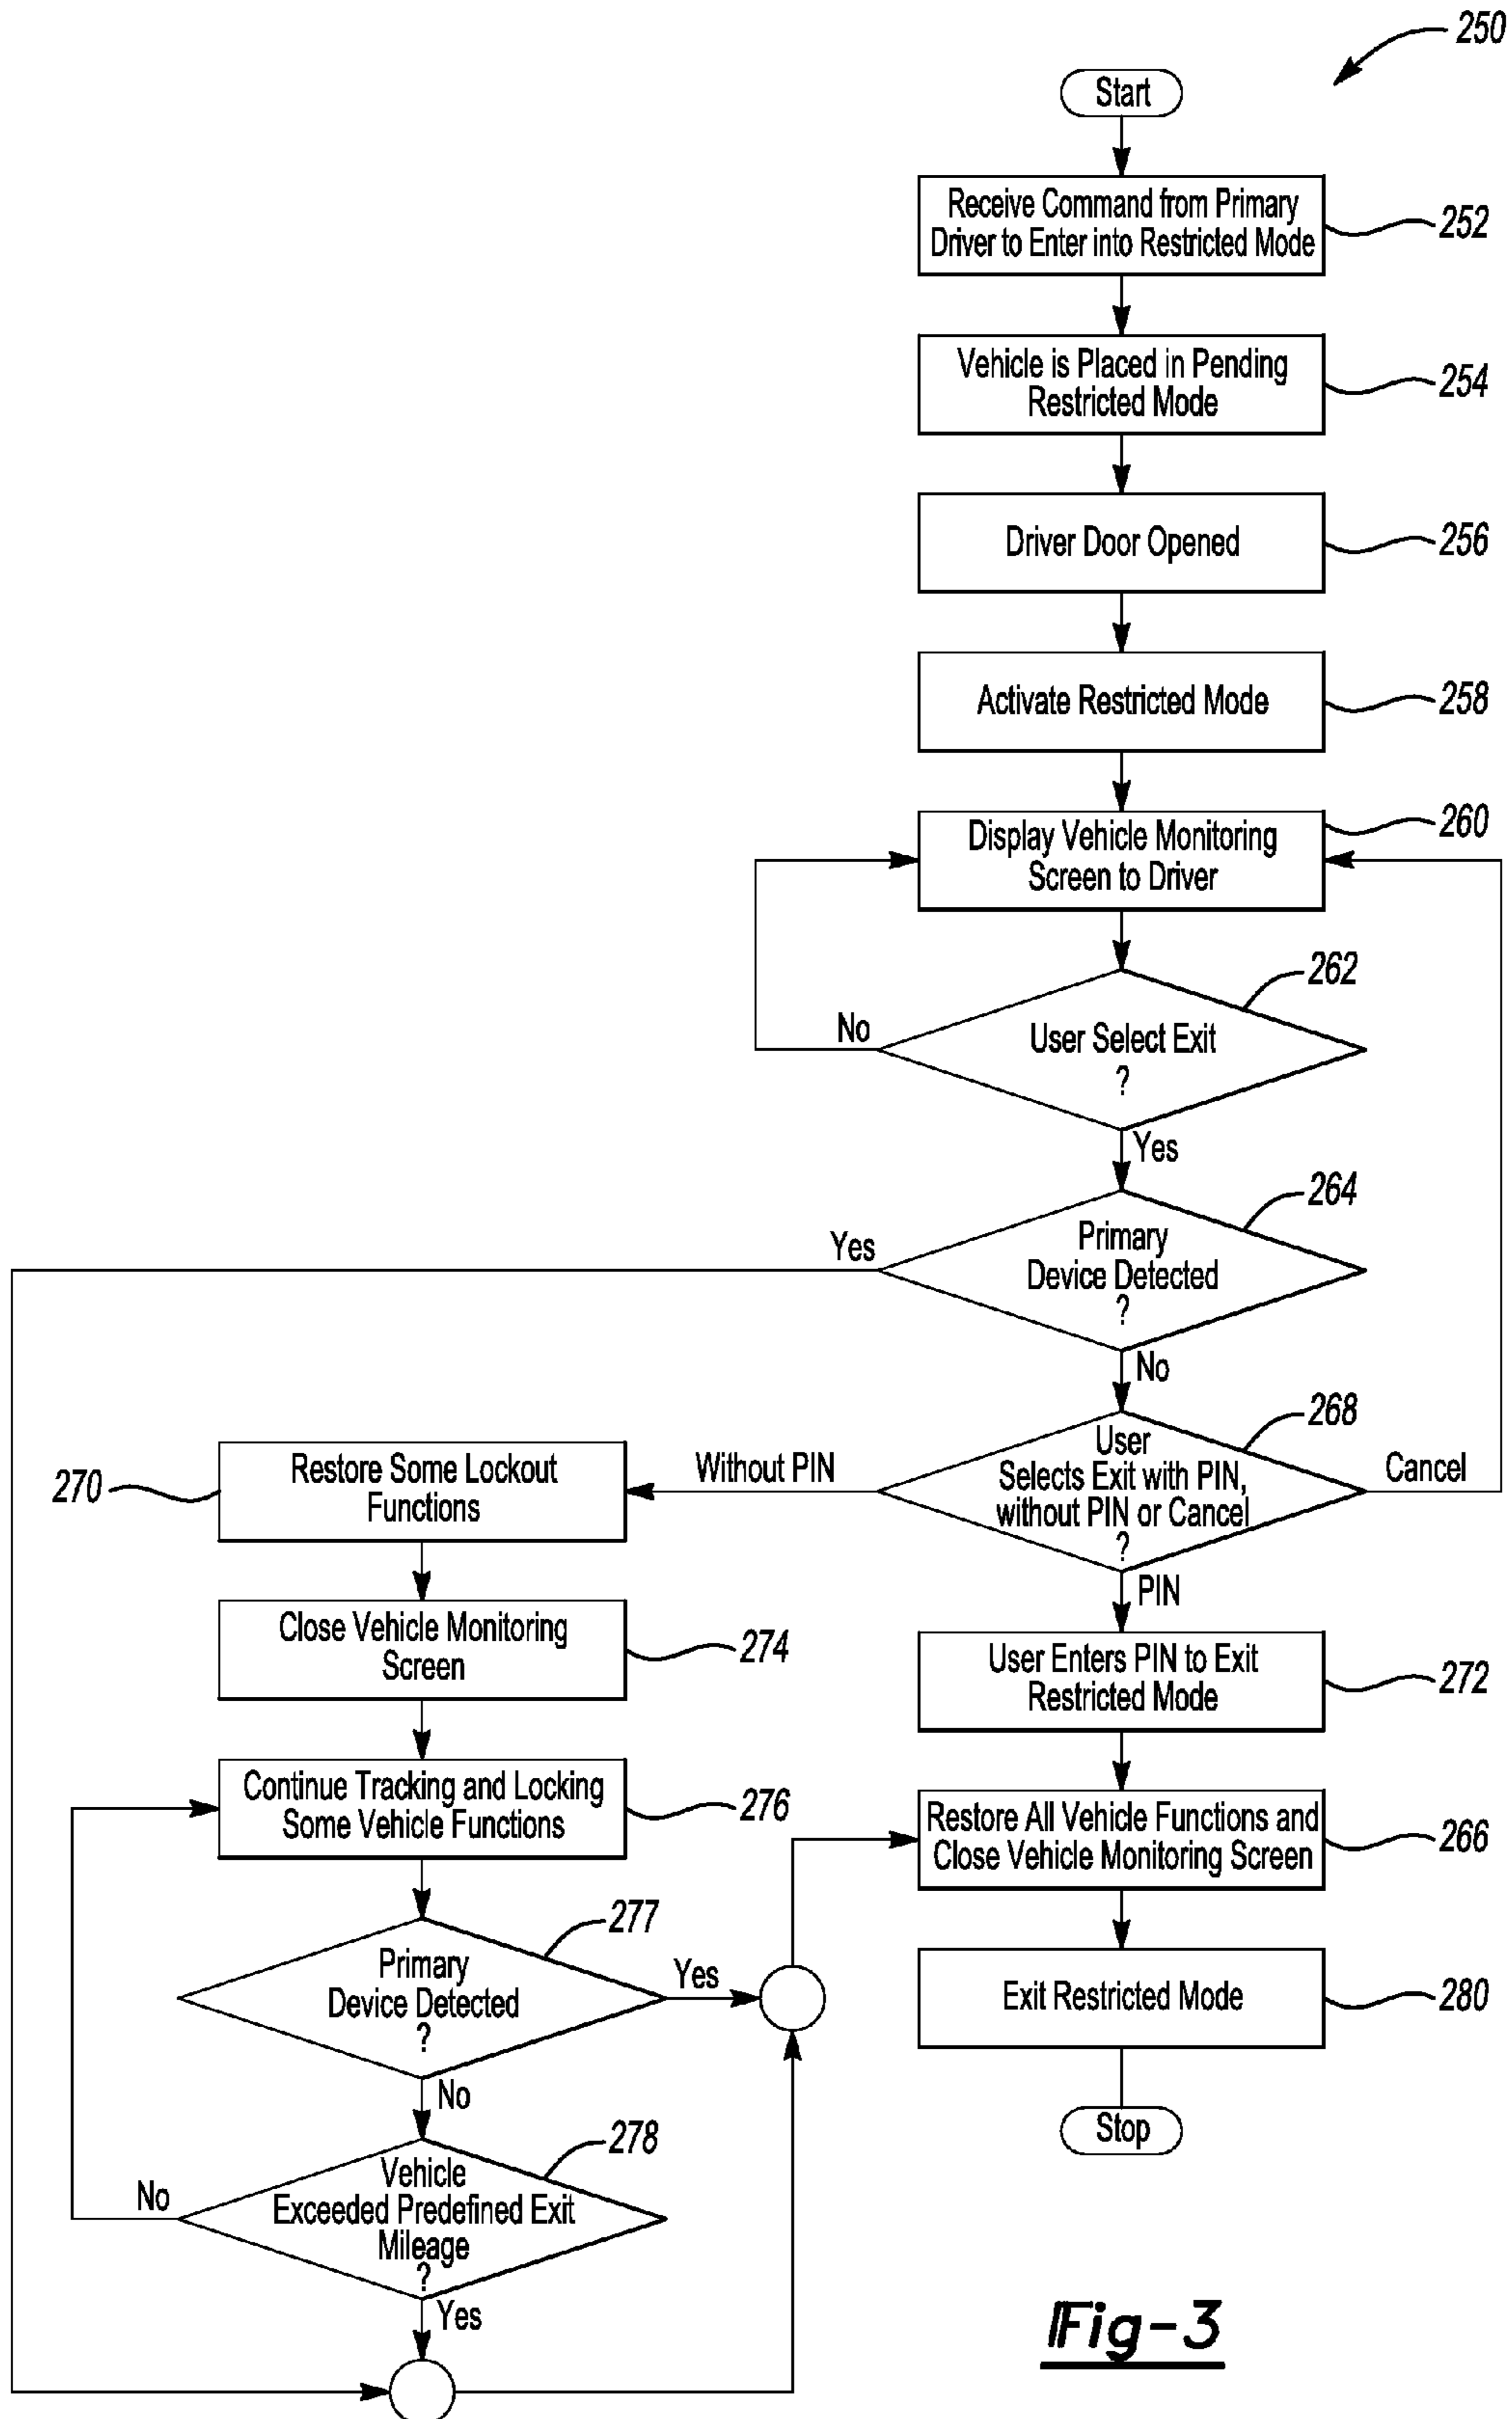 250
Start
Receive Command from Primary
Driver to Enter into Restricted Mode
252
Vehicle is Placed in Pending
Restricted Mode
254
Driver Door Opened
256
Activate Restricted Mode
258
Display Vehicle Monitoring
Screen to Driver
260
262
User Select Exit
?
No
Yes
264
Primary
Device Detected
?
Yes
No
268
User
Selects Exit with PIN,
without PIN or Cancel
?
Without PIN
Cancel
PIN
Restore Some Lockout
Functions
270
Close Vehicle Monitoring
Screen
274
User Enters PIN to Exit
Restricted Mode
272
Continue Tracking and Locking
Some Vehicle Functions
276
Restore All Vehicle Functions and
Close Vehicle Monitoring Screen
266
277
Primary
Device Detected
?
Yes
No
Exit Restricted Mode
280
Stop
278
Vehicle
Exceeded Predefined Exit
Mileage
?
No
Yes
Fig-3